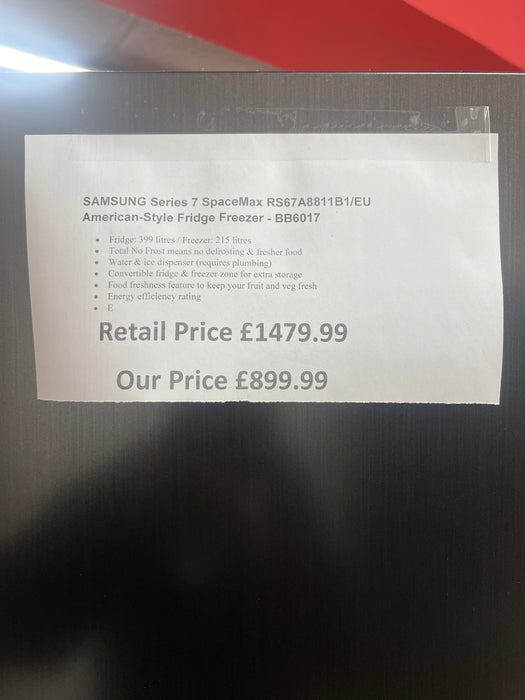 SAMSUNG Series 7 SpaceMax RS67A8811B1/EU
American-Style Fridge Freezer - BB6017
• Fridge: 399 litres / Freezer: 215 litres
• Total No Frost means no defrosting & fresher food
• Water & ice dispenser (requires plumbing)
• Convertible fridge & freezer zone for extra storage
• Food freshness feature to keep your fruit and veg fresh
• Energy efficiency rating
• E
Retail Price £1479.99
Our Price £899.99